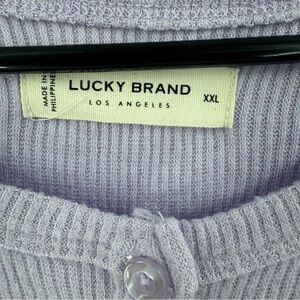 MADE IN
PHILIPPINES
LUCKY BRAND
LOS ANGELES
XXL